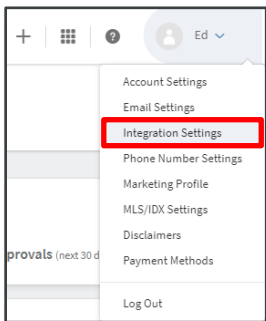 Ed
Account Settings
Email Settings
Integration Settings
Phone Number Settings
Marketing Profile
MLS/IDX Settings
Disclaimers
provals (next 30 d
Payment Methods
Log Out